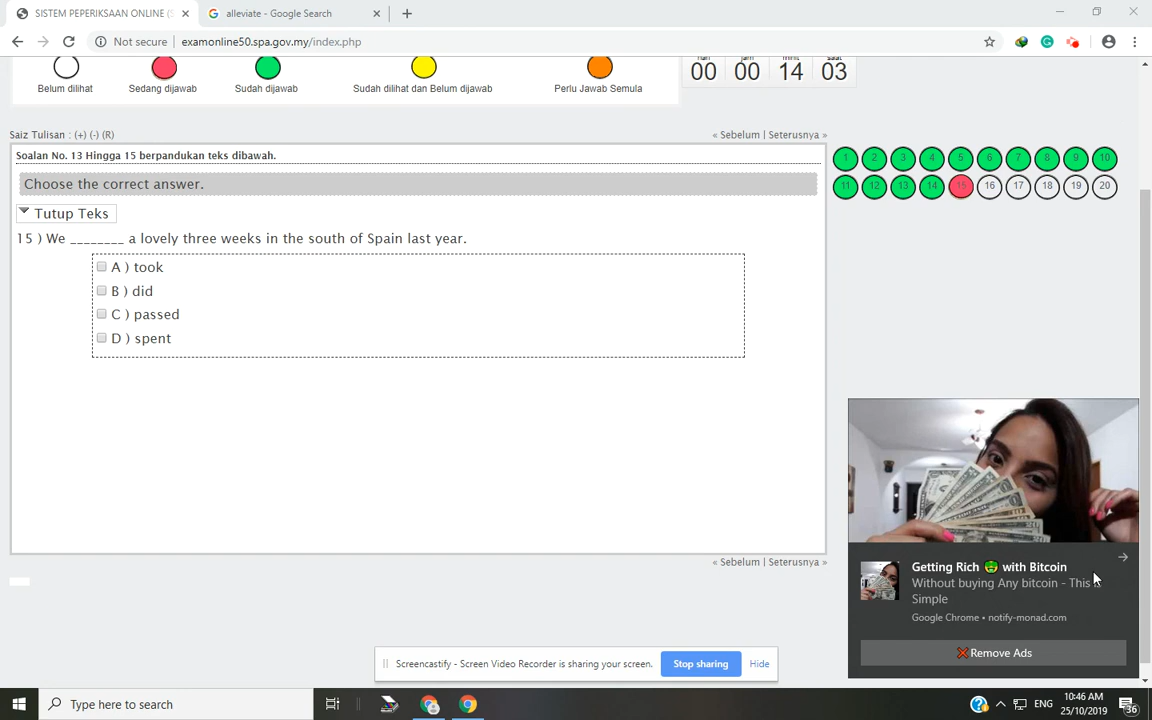 SISTEM PEPERIKSAAN ONLINE (S
alleviate - Google Search
Not secure
examonline50.spa.gov.my/index.php
00 00 14 03
Belum dilihat
Sedang dijawab
Sudah dijawab
Sudah dilihat dan Belum dijawab
Perlu Jawab Semula
Saiz Tulisan : (+) (-) (R)
« Sebelum | Seterusnya »
Soalan No. 13 Hingga 15 berpandukan teks dibawah.
1 2 3 4 5 6 7 8 9 10
Choose the correct answer.
11 12 13 14 15 16 17 18 19 20
Tutup Teks
15 ) We ________ a lovely three weeks in the south of Spain last year.
A ) took
B ) did
C ) passed
D ) spent
« Sebelum | Seterusnya »
Getting Rich with Bitcoin
Without buying Any bitcoin - This
Simple
Google Chrome • notify-monad.com
Remove Ads
Screencastify - Screen Video Recorder is sharing your screen.
Stop sharing
Hide
Type here to search
ENG
10:46 AM
25/10/2019
36